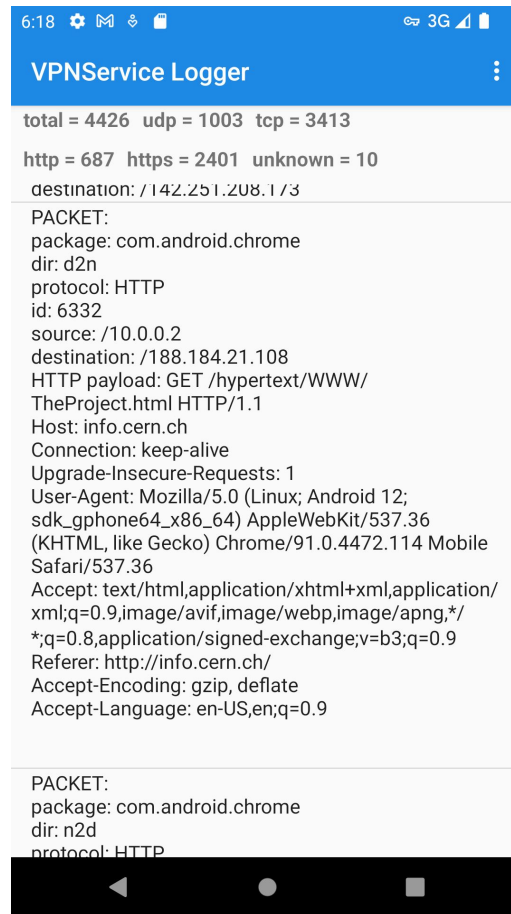 6:18
3G
VPNService Logger
total = 4426 udp = 1003 tcp = 3413
http = 687 https = 2401 unknown = 10
destination: /142.251.208.173
PACKET:
package: com.android.chrome
dir: d2n
protocol: HTTP
id: 6332
source: /10.0.0.2
destination: /188.184.21.108
HTTP payload: GET /hypertext/WWW/
TheProject.html HTTP/1.1
Host: info.cern.ch
Connection: keep-alive
Upgrade-Insecure-Requests: 1
User-Agent: Mozilla/5.0 (Linux; Android 12;
sdk_gphone64_x86_64) AppleWebKit/537.36
(KHTML, like Gecko) Chrome/91.0.4472.114 Mobile
Safari/537.36
Accept: text/html,application/xhtml+xml,application/
xml;q=0.9,image/avif,image/webp,image/apng,*/
*;q=0.8,application/signed-exchange;v=b3;q=0.9
Referer: http://info.cern.ch/
Accept-Encoding: gzip, deflate
Accept-Language: en-US,en;q=0.9
PACKET:
package: com.android.chrome
dir: n2d
protocol: HTTP